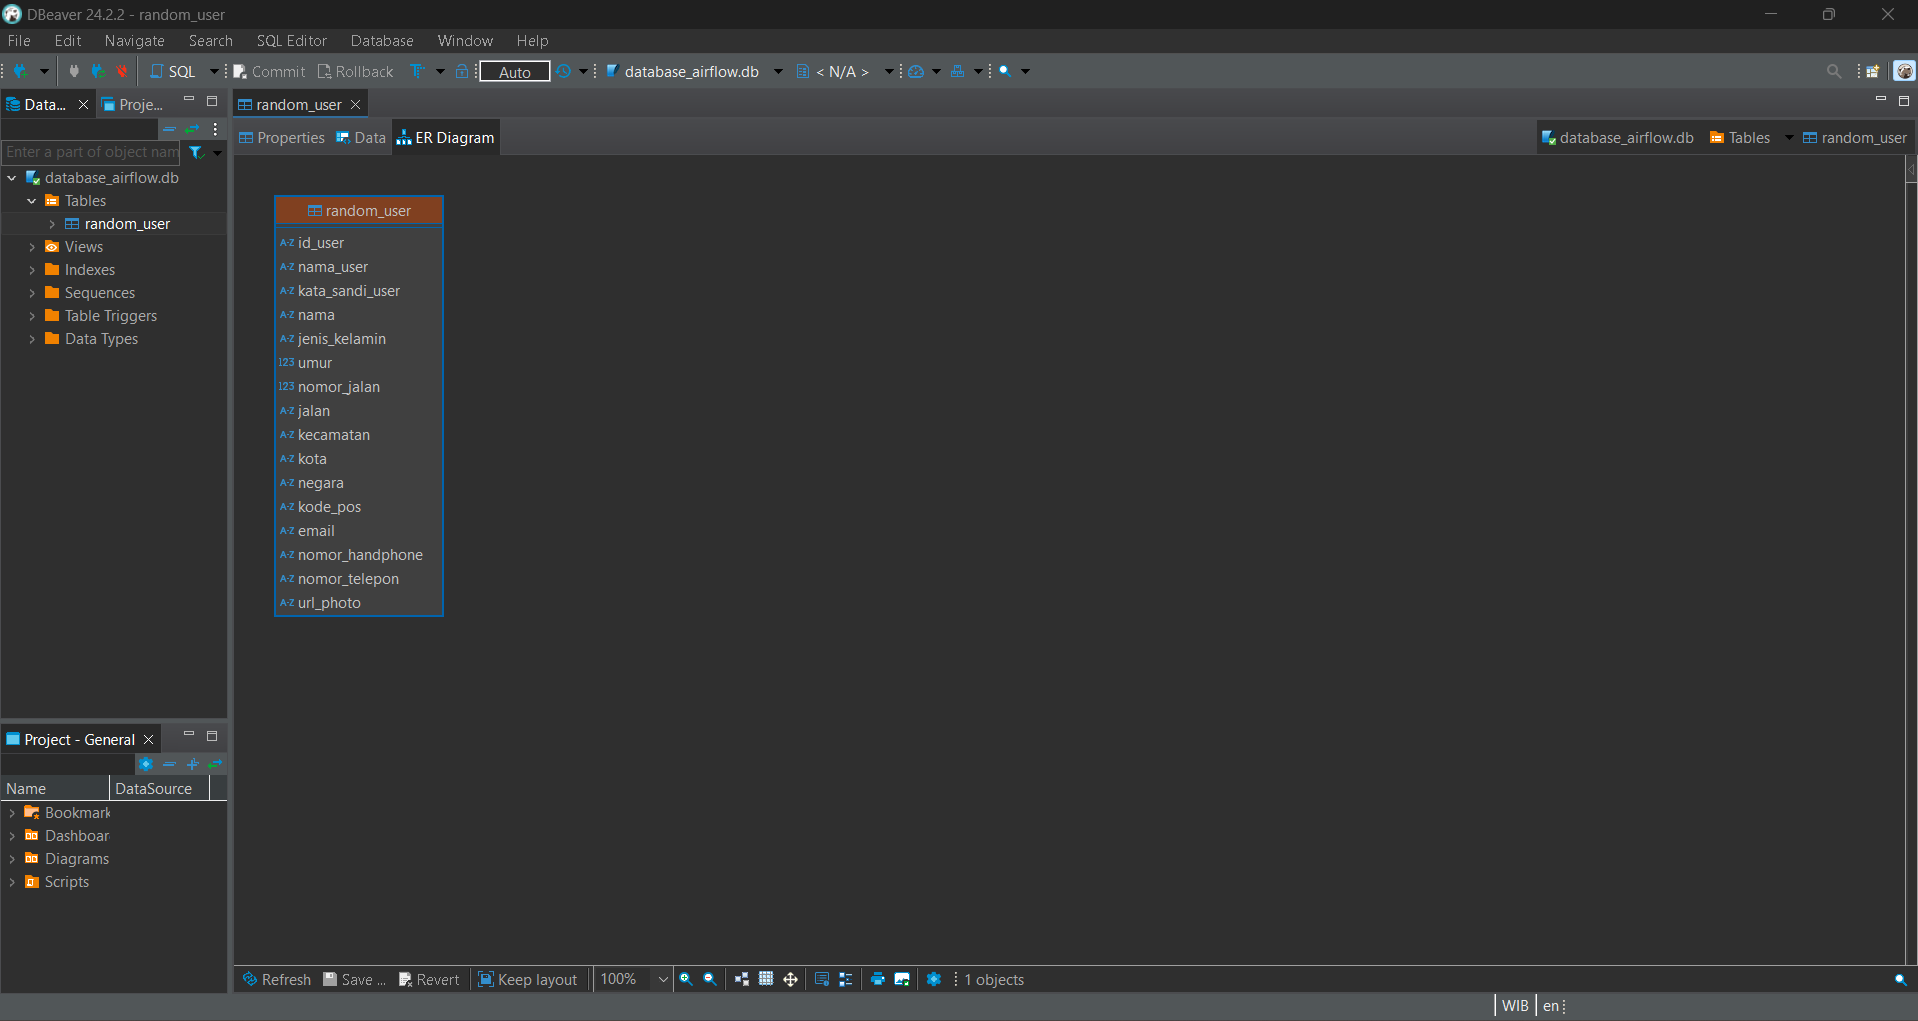 DBeaver 24.2.2 - random_user
File Edit Navigate Search SQL Editor Database Window Help
SQL Commit Rollback Auto database_airflow.db < N/A >
Data... Proje...
random_user
Properties Data ER Diagram
database_airflow.db Tables random_user
Enter a part of object nam
database_airflow.db
Tables
random_user
Views
Indexes
Sequences
Table Triggers
Data Types
random_user
A-Z id_user
A-Z nama_user
A-Z kata_sandi_user
A-Z nama
A-Z jenis_kelamin
123 umur
123 nomor_jalan
A-Z jalan
A-Z kecamatan
A-Z kota
A-Z negara
A-Z kode_pos
A-Z email
A-Z nomor_handphone
A-Z nomor_telepon
A-Z url_photo
Project - General
Name DataSource
Bookmark
Dashboar
Diagrams
Scripts
Refresh Save ... Revert Keep layout 100% 1 objects
WIB en